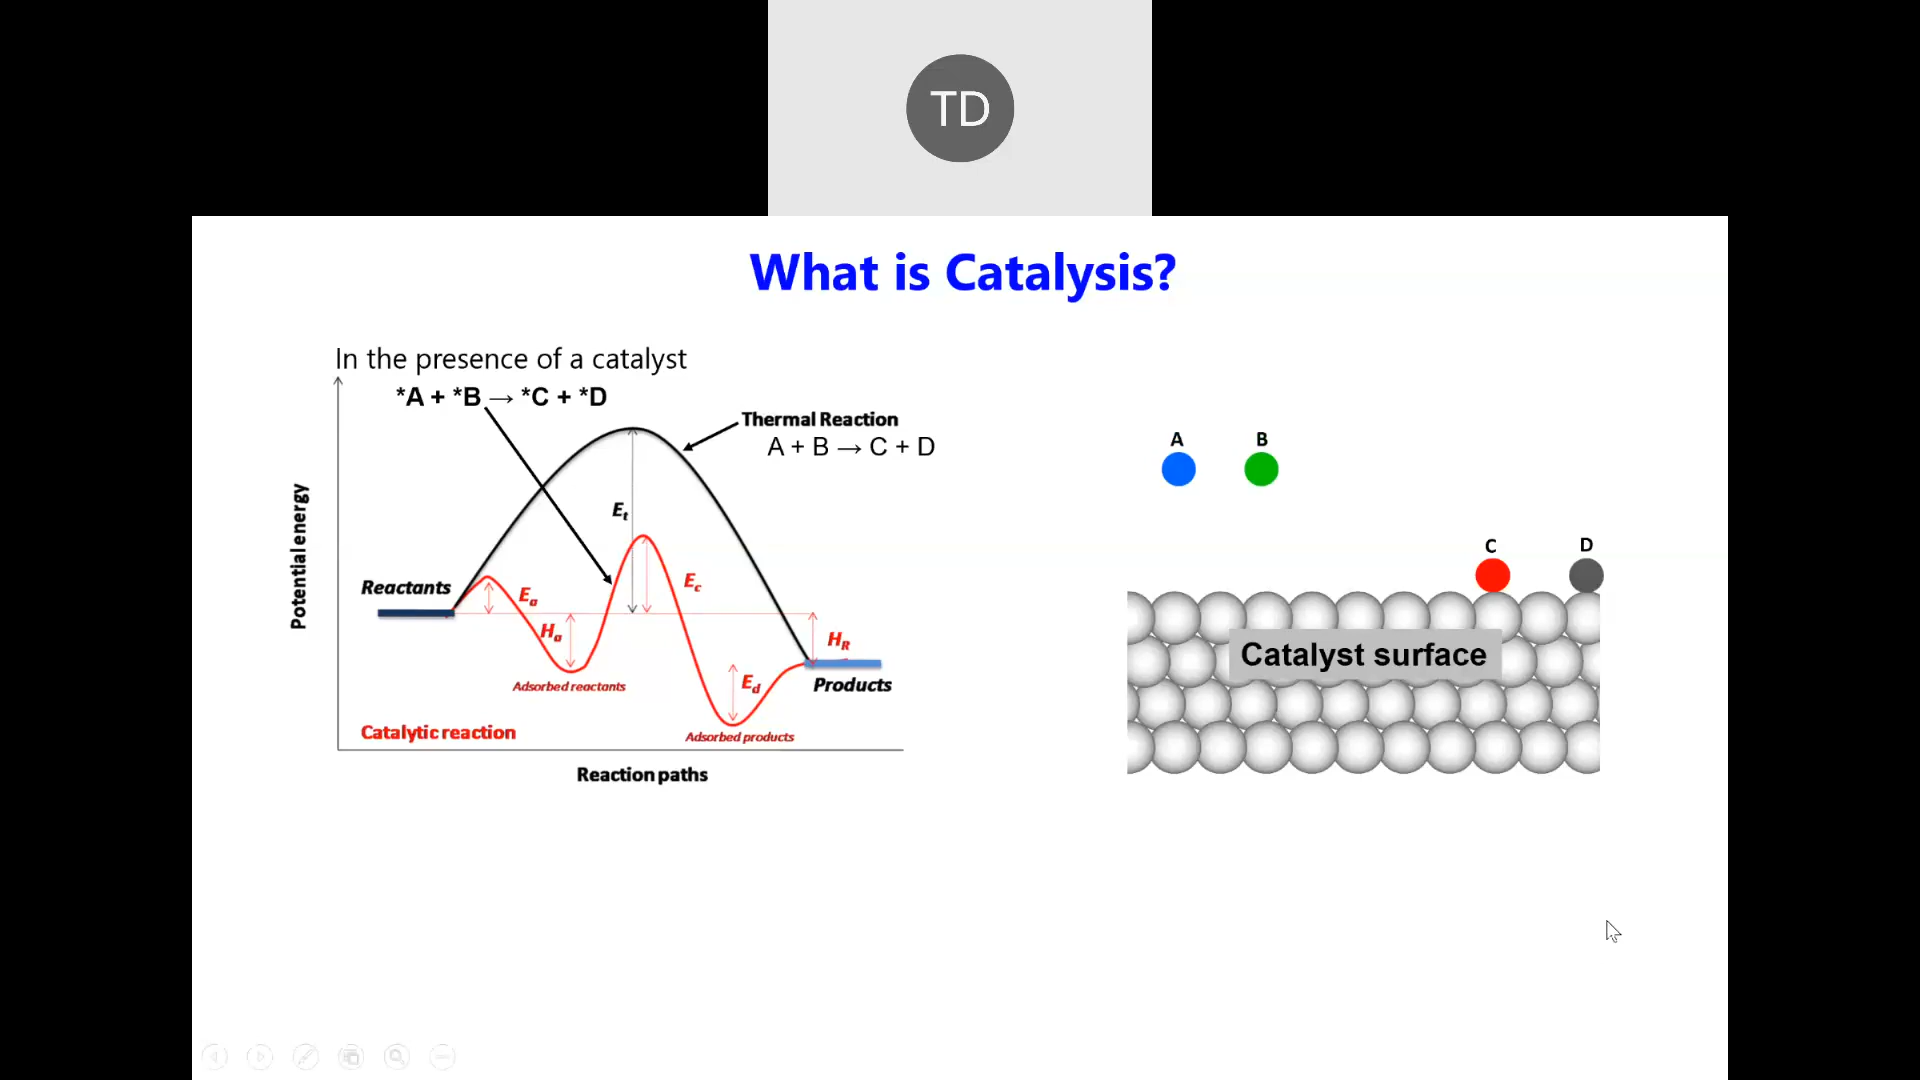 TD
What is Catalysis?
In the presence of a catalyst
*A + *B → *C + *D
Thermal Reaction
A + B → C + D
Potential energy
Reactants
Et
Ea
Ec
Ha
HR
Ed
Adsorbed reactants
Products
Catalytic reaction
Adsorbed products
Reaction paths
A
B
C
D
Catalyst surface